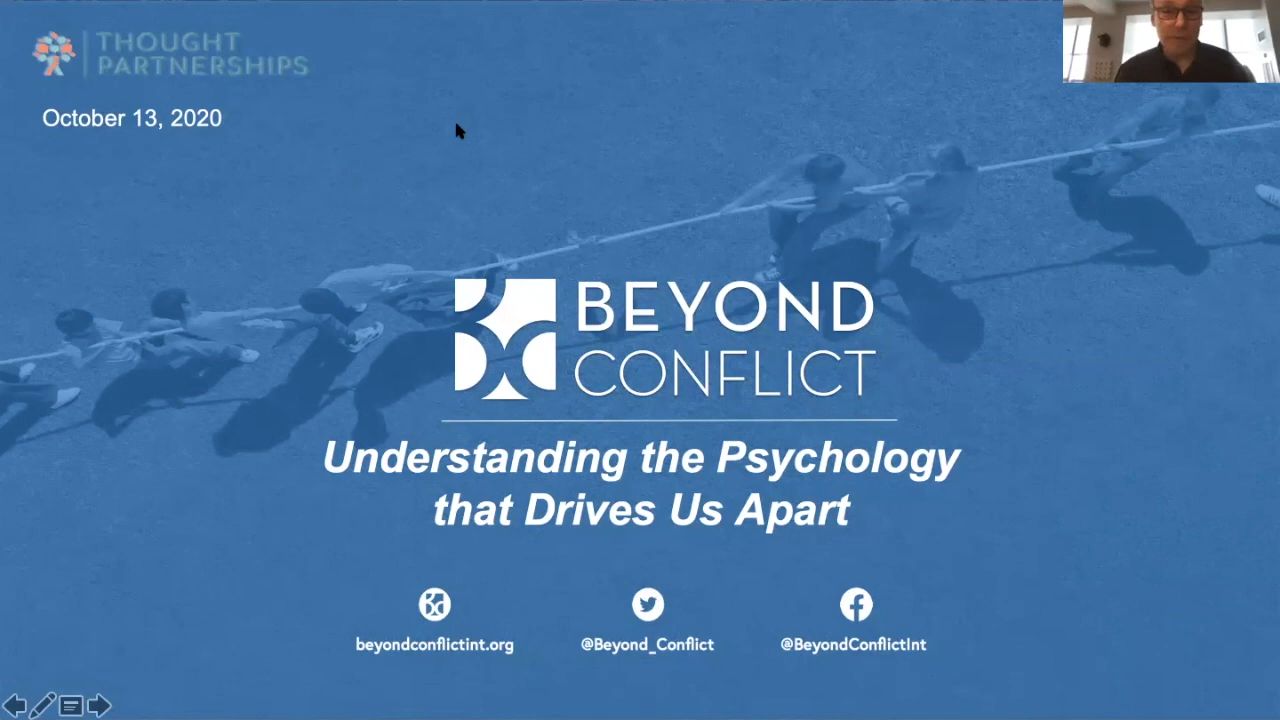 THOUGHT
PARTNERSHIPS
October 13, 2020
BEYOND
CONFLICT
Understanding the Psychology
that Drives Us Apart
beyondconflictint.org
@Beyond_Conflict
@BeyondConflictInt